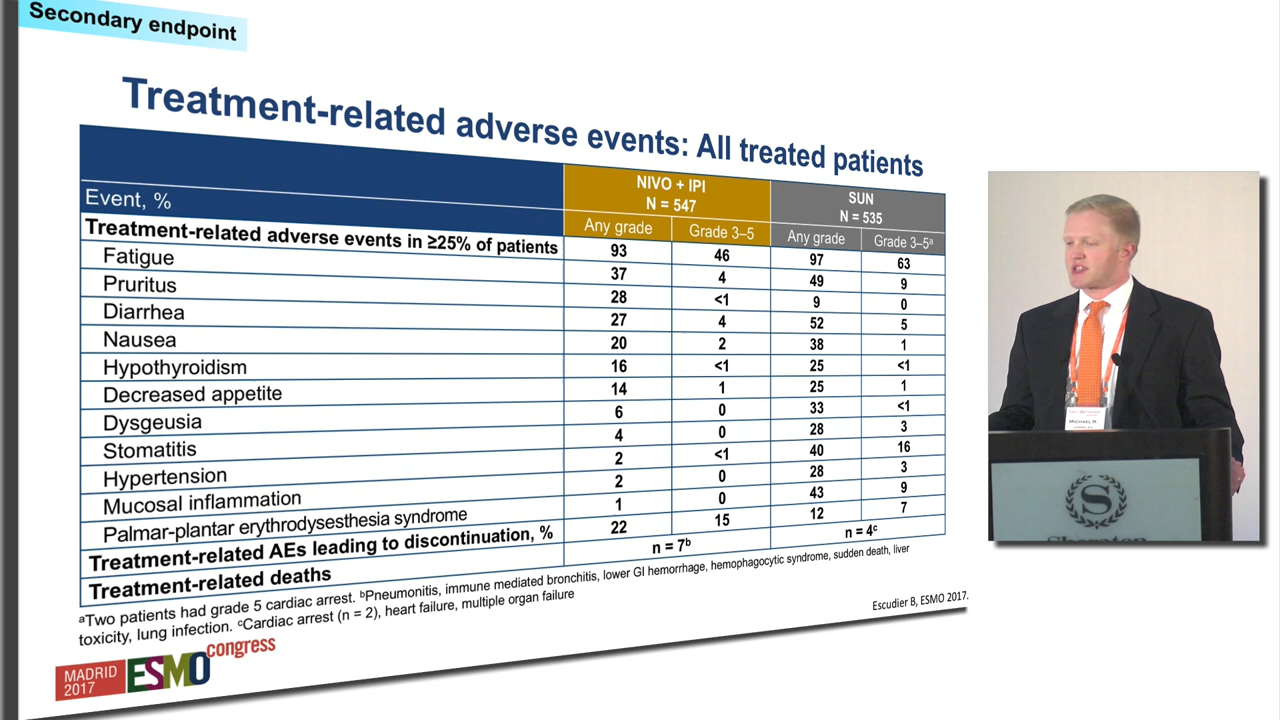 Secondary endpoint
Treatment-related adverse events: All treated patients
Event, % NIVO + IPI N = 547 SUN N = 535
Any grade Grade 3–5 Any grade Grade 3–5ᵃ
Treatment-related adverse events in ≥25% of patients 93 46 97 63
Fatigue 37 4 49 9
Pruritus 28 <1 9 0
Diarrhea 27 4 52 5
Nausea 20 2 38 1
Hypothyroidism 16 <1 25 <1
Decreased appetite 14 1 25 1
Dysgeusia 6 0 33 <1
Stomatitis 4 0 28 3
Hypertension 2 <1 40 16
Mucosal inflammation 2 0 28 3
Palmar-plantar erythrodysesthesia syndrome 1 0 43 9
Treatment-related AEs leading to discontinuation, % 22 15 12 7
Treatment-related deaths n = 7ᵇ n = 4ᶜ
ᵃTwo patients had grade 5 cardiac arrest. ᵇPneumonitis, immune mediated bronchitis, lower GI hemorrhage, hemophagocytic syndrome, sudden death, liver
toxicity, lung infection. ᶜCardiac arrest (n = 2), heart failure, multiple organ failure
Escudier B, ESMO 2017.
MADRID
2017
ESMO congress
MICHAEL R.
S